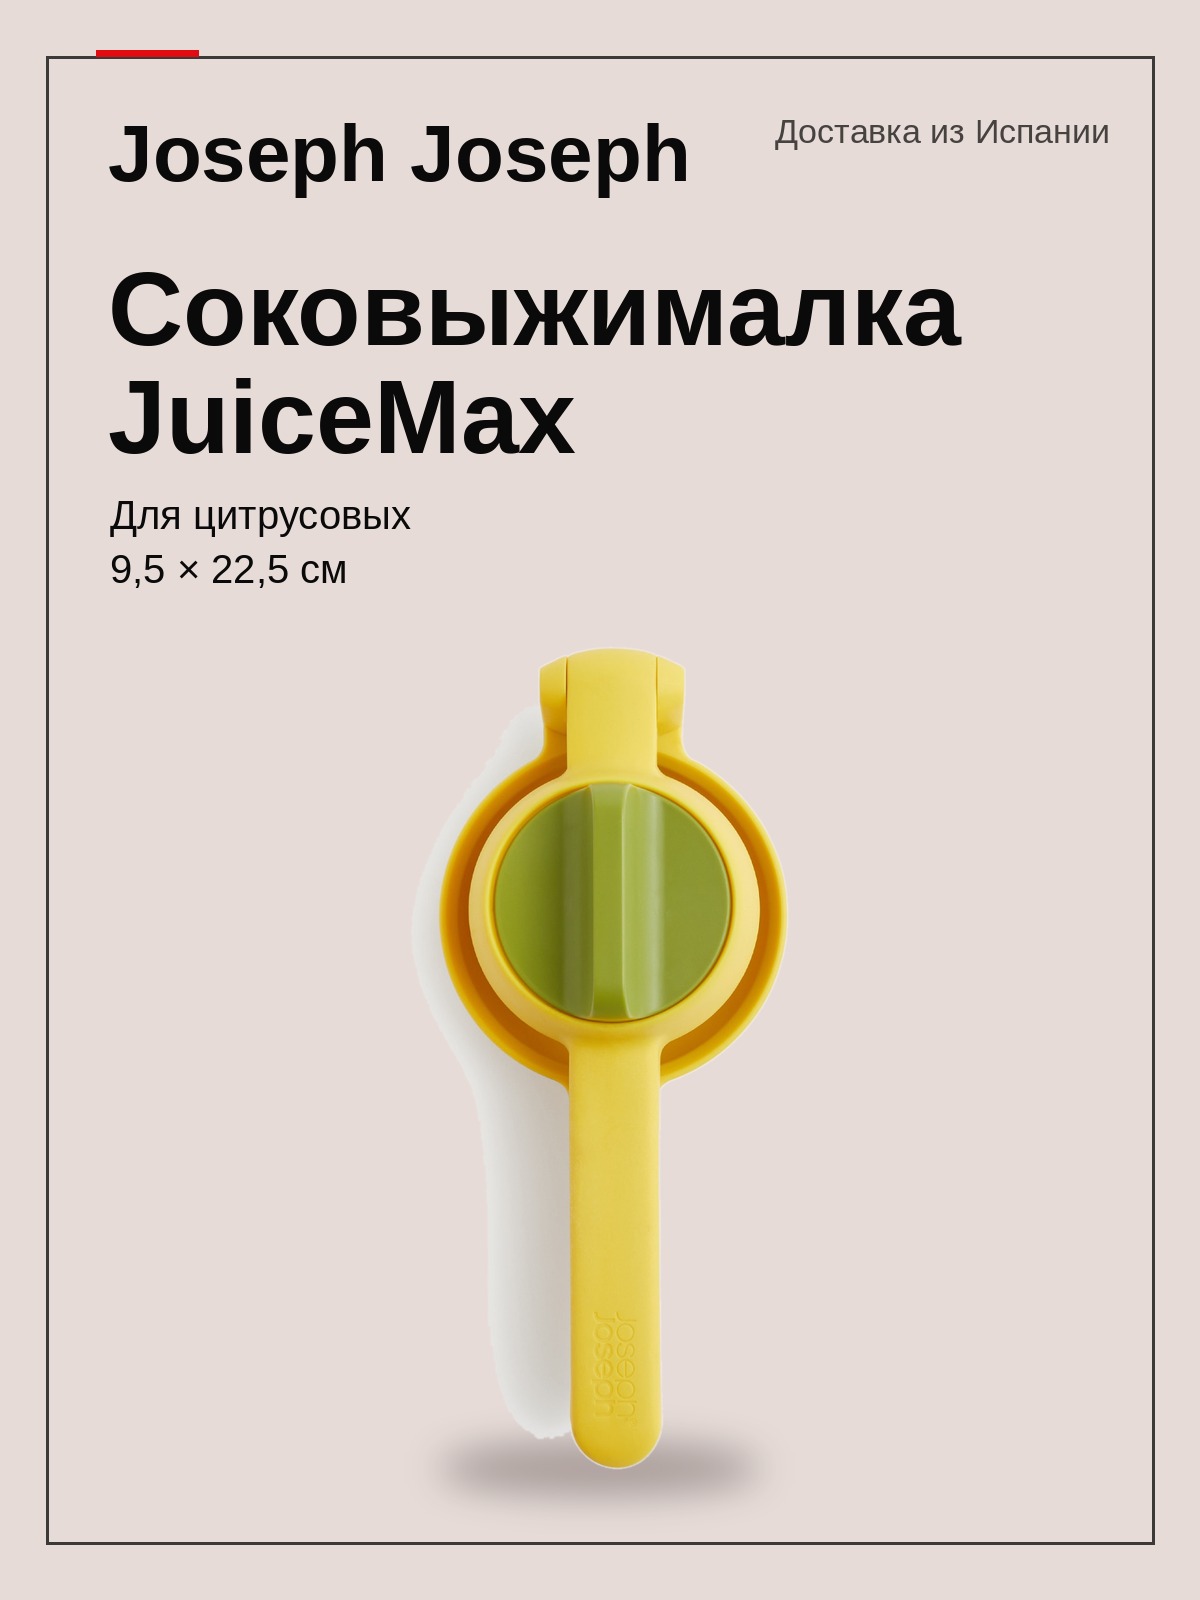 Joseph Joseph
Доставка из Испании
Соковыжималка
JuiceMax
Для цитрусовых
9,5 × 22,5 см
Joseph
Joseph